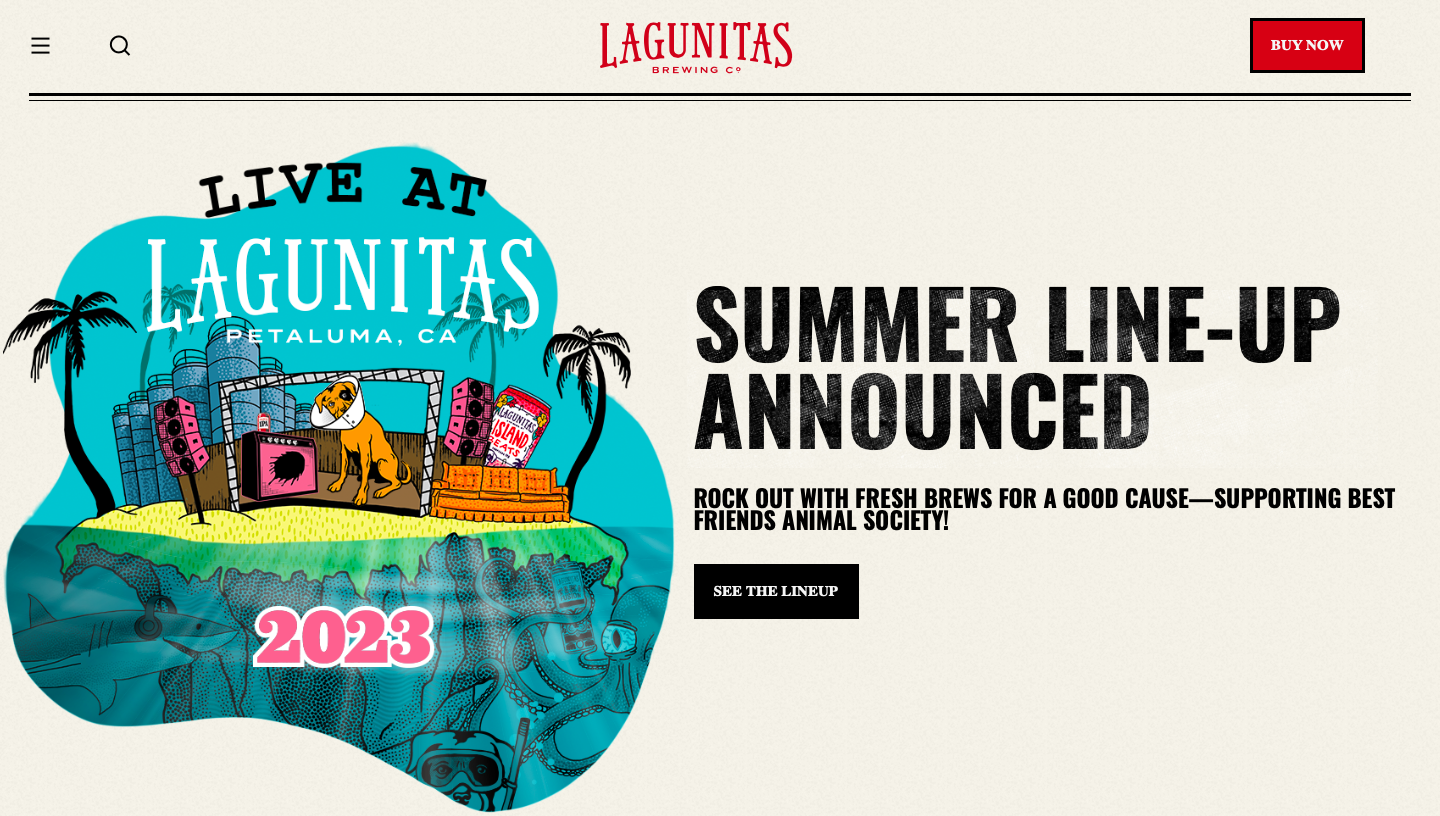 LAGUNITAS
BREWING Cº
BUY NOW
LIVE AT
LAGUNITAS
PETALUMA, CA
IPA
LAGUNITAS
ISLAND
BEATS
2023
SUMMER LINE-UP
ANNOUNCED
ROCK OUT WITH FRESH BREWS FOR A GOOD CAUSE—SUPPORTING BEST
FRIENDS ANIMAL SOCIETY!
SEE THE LINEUP